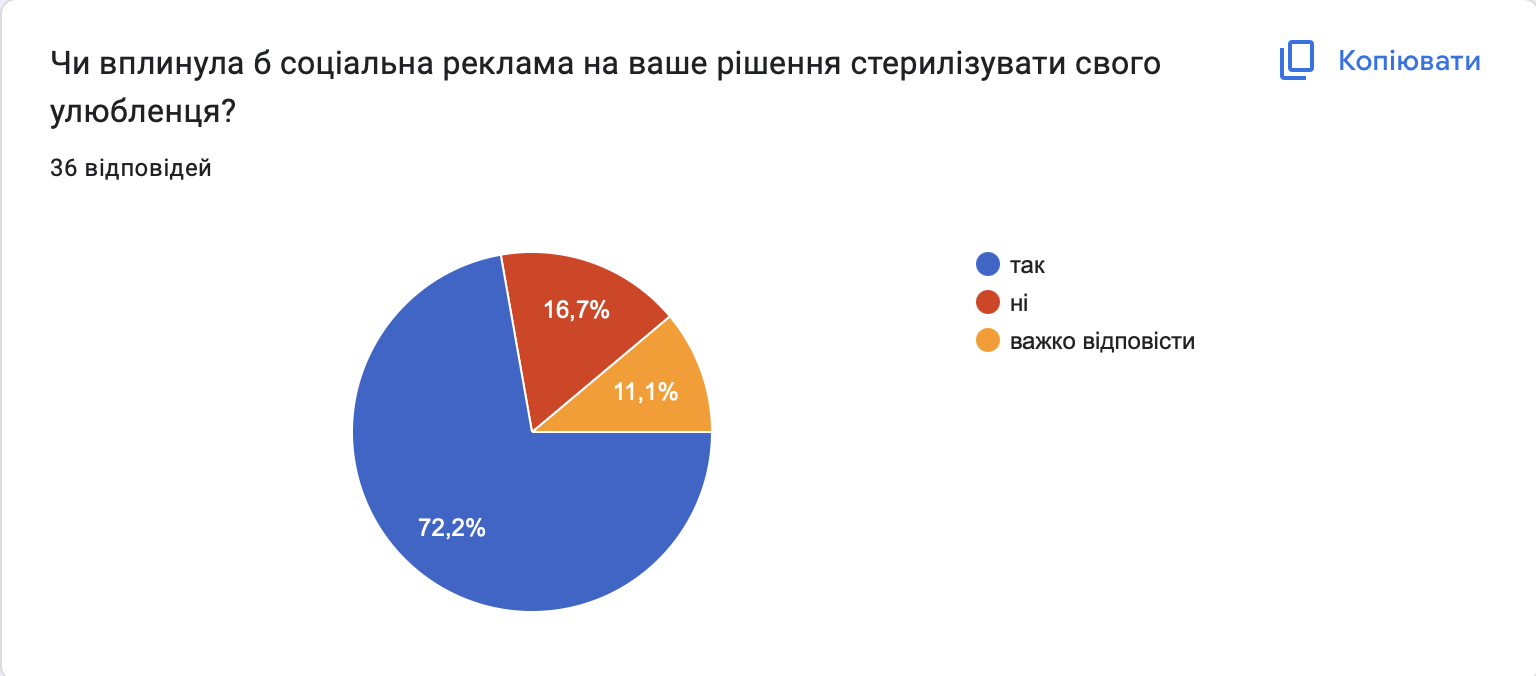 Чи вплинула б соціальна реклама на ваше рішення стерилізувати свого
улюбленця?
Копіювати
36 відповідей
16,7%
11,1%
72,2%
так
ні
важко відповісти